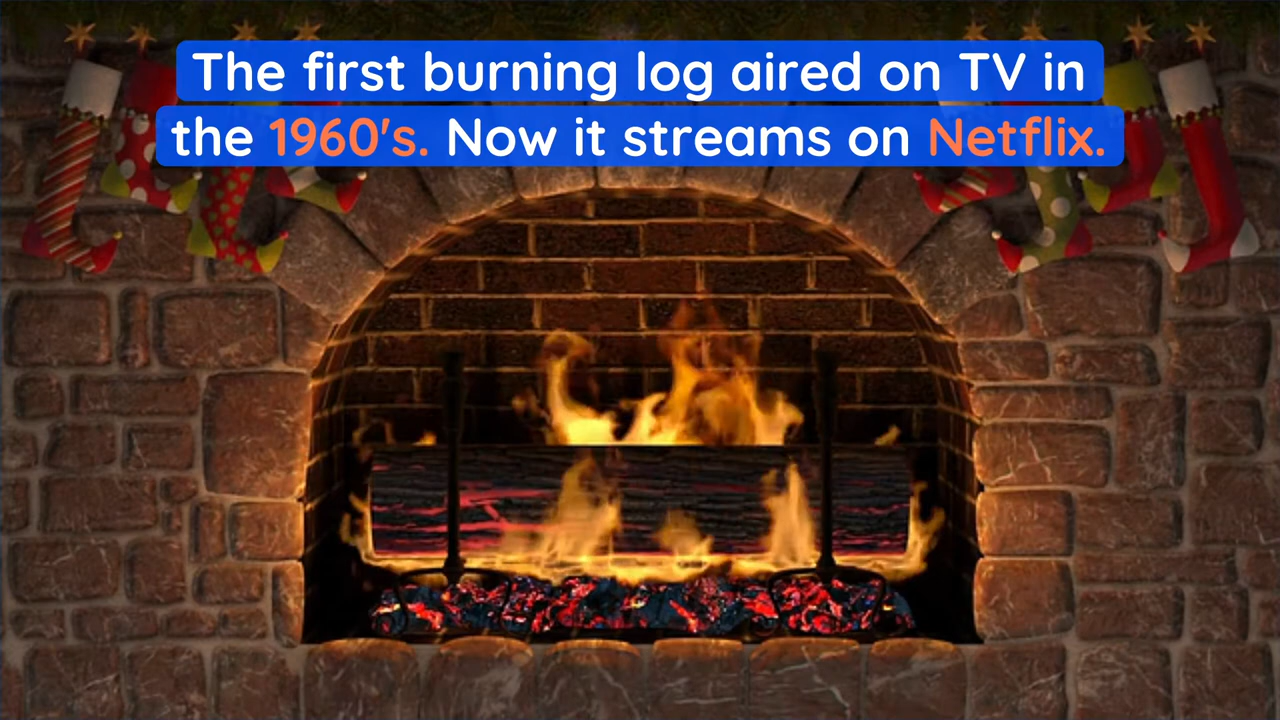 The first burning log aired on TV in
the 1960's. Now it streams on Netflix.